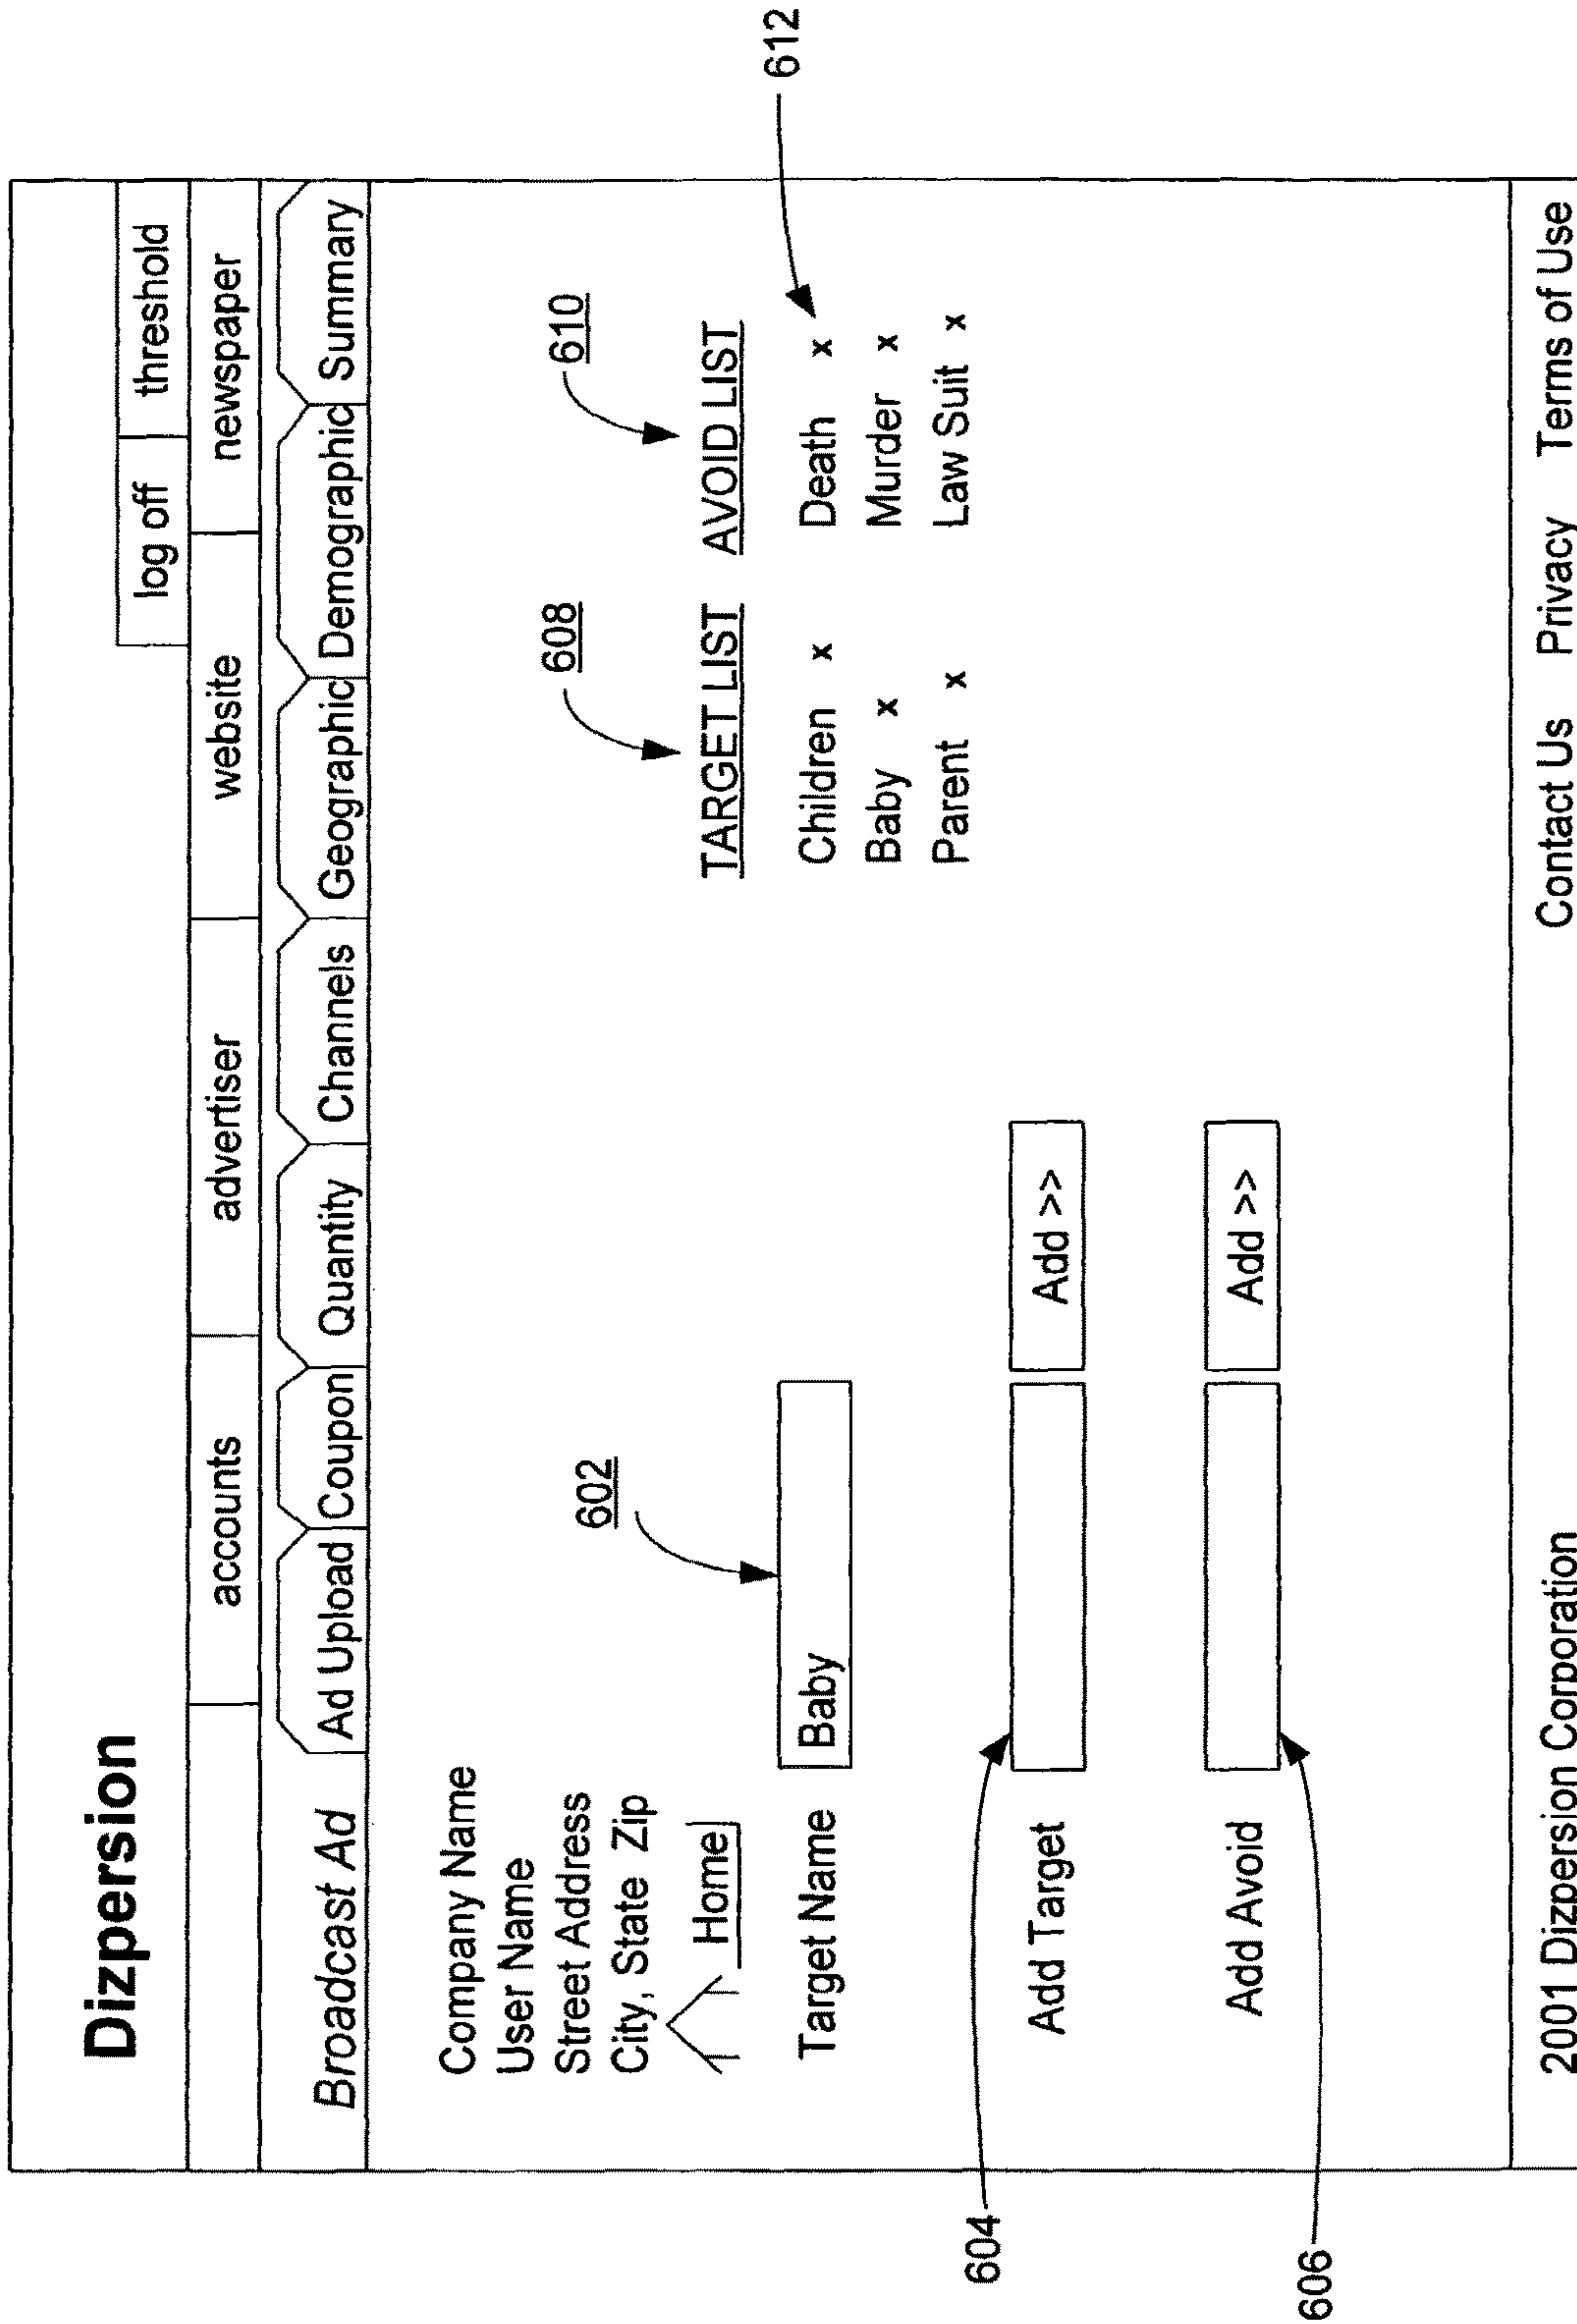 Dizpersion
log off threshold
accounts advertiser website newspaper
Broadcast Ad Ad Upload Coupon Quantity Channels Geographic Demographic Summary
Company Name
User Name
Street Address
City, State Zip
Home
602
608
610
TARGET LIST AVOID LIST
612
Target Name Baby
Children x Death x
Baby x Murder x
Parent x Law Suit x
604
Add Target Add >>
Add Avoid Add >>
606
2001 Dizpersion Corporation Contact Us Privacy Terms of Use